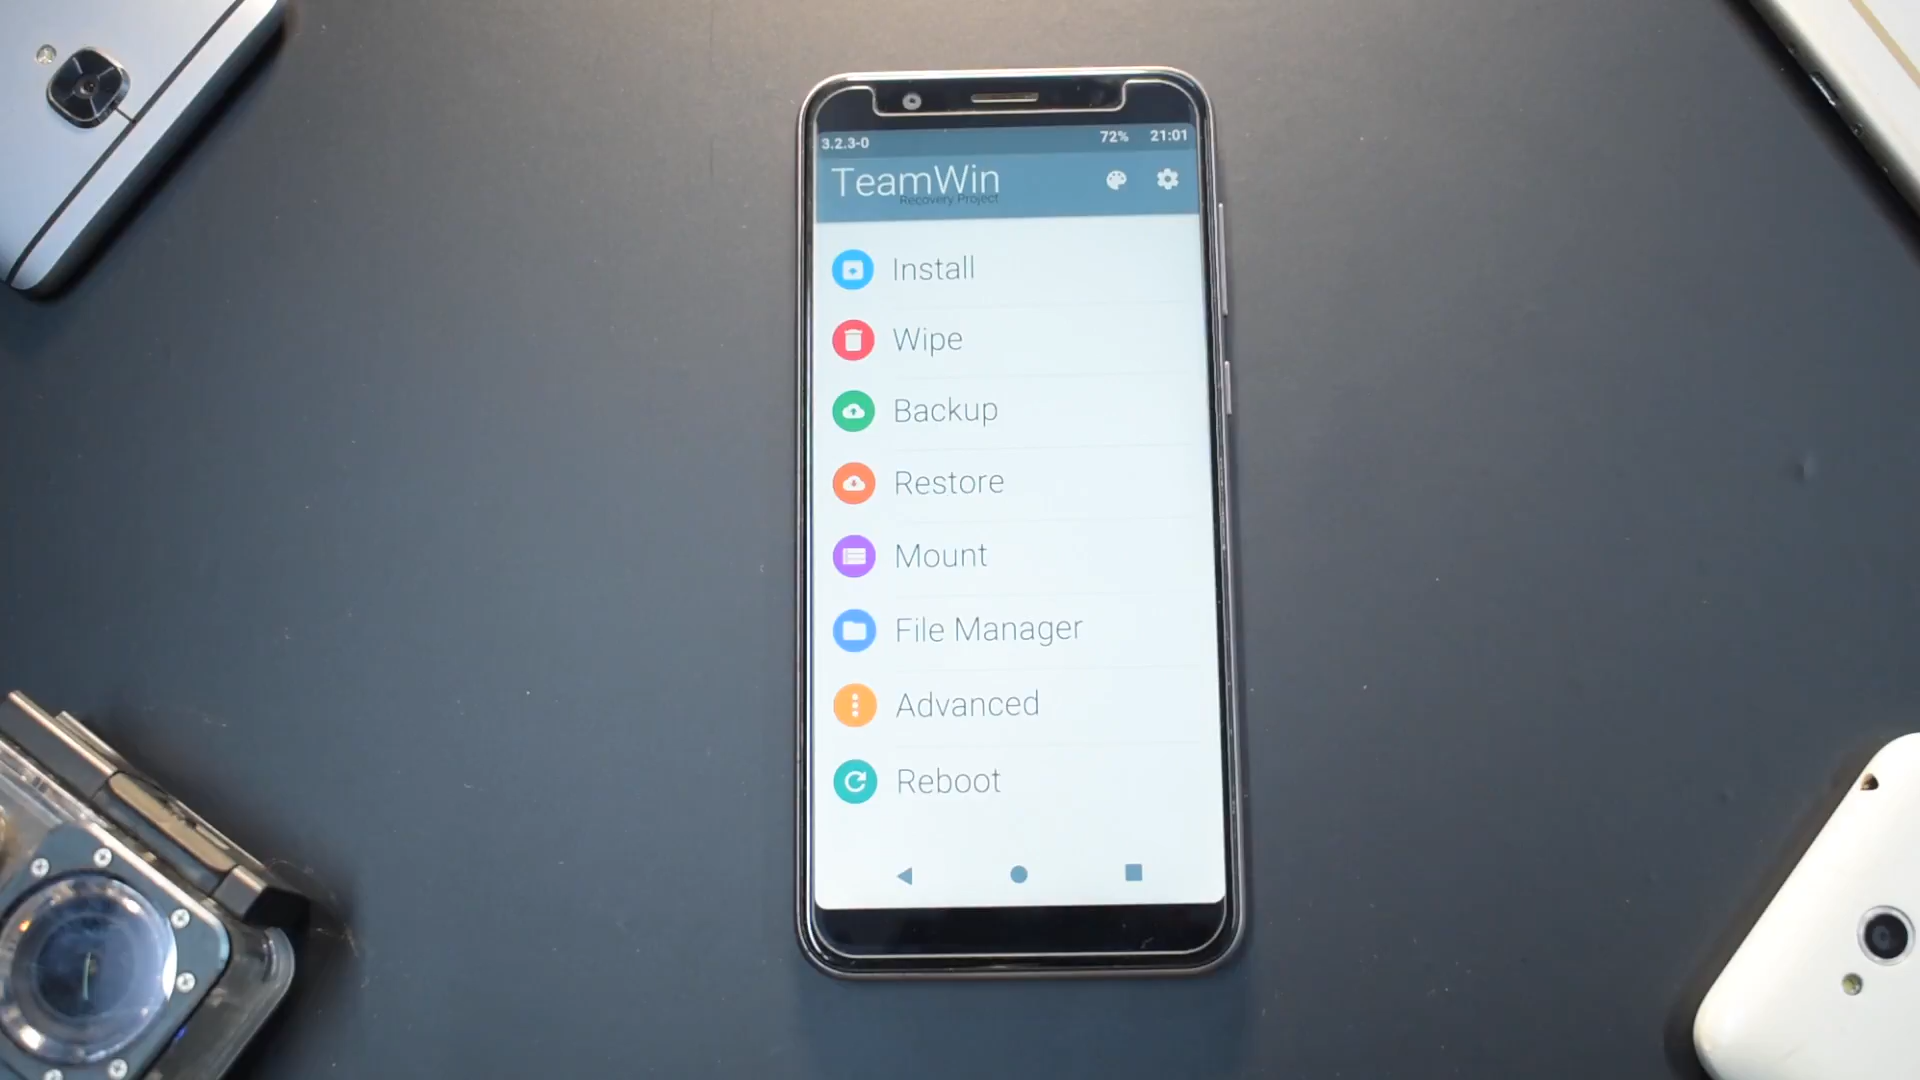 3.2.3-0 72% 21:01
TeamWin
Recovery Project
Install
Wipe
Backup
Restore
Mount
File Manager
Advanced
Reboot